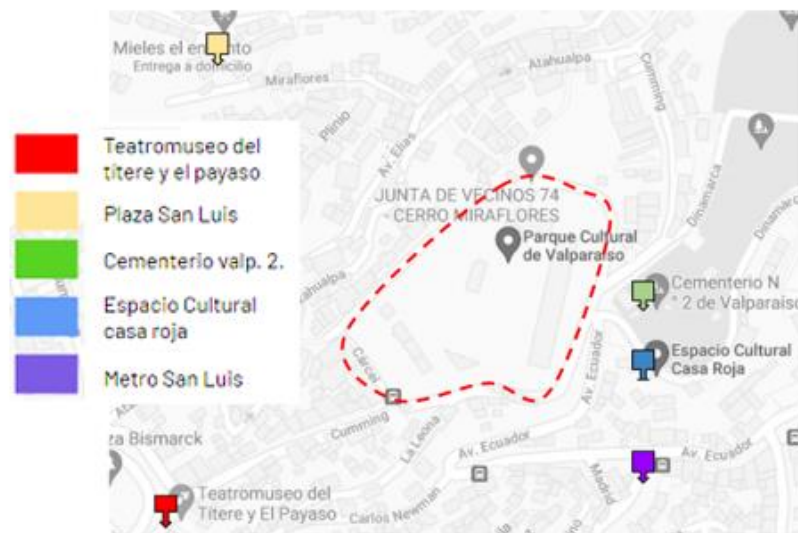 Mieles el en nto
Entrega a domicilio
Miraflores
Atahualpa
Cumming
Plinio
Av. Elías
Dinamarca
Dinamarca
Teatromuseo del
títere y el payaso
Plaza San Luis
Cementerio valp. 2.
Espacio Cultural
casa roja
Metro San Luis
JUNTA DE VECINOS 74
- CERRO MIRAFLORES
Parque Cultural
de Valparaíso
Atahualpa
Cárcel
Cementerio N
° 2 de Valparaíso
Espacio Cultural
Casa Roja
Av. Ecuador
Cumming
La Leona
Av. Ecuador
Av. Ecuador
Madrid
za Bismarck
Teatromuseo del
Títere y El Payaso
Carlos Newman